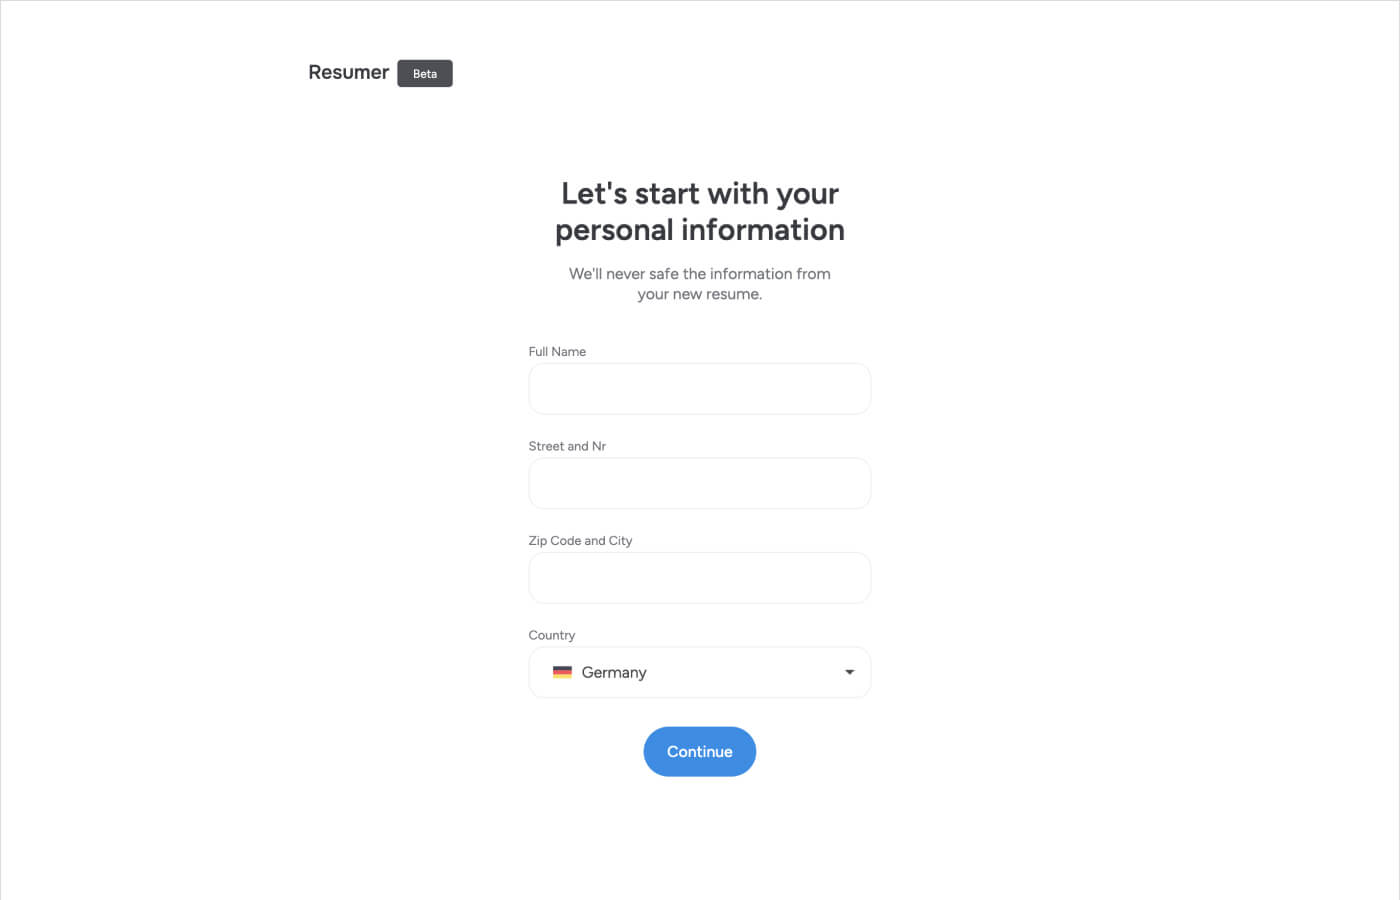 Resumer Beta
Let's start with your
personal information
We'll never safe the information from
your new resume.
Full Name
Street and Nr
Zip Code and City
Country
Germany
Continue